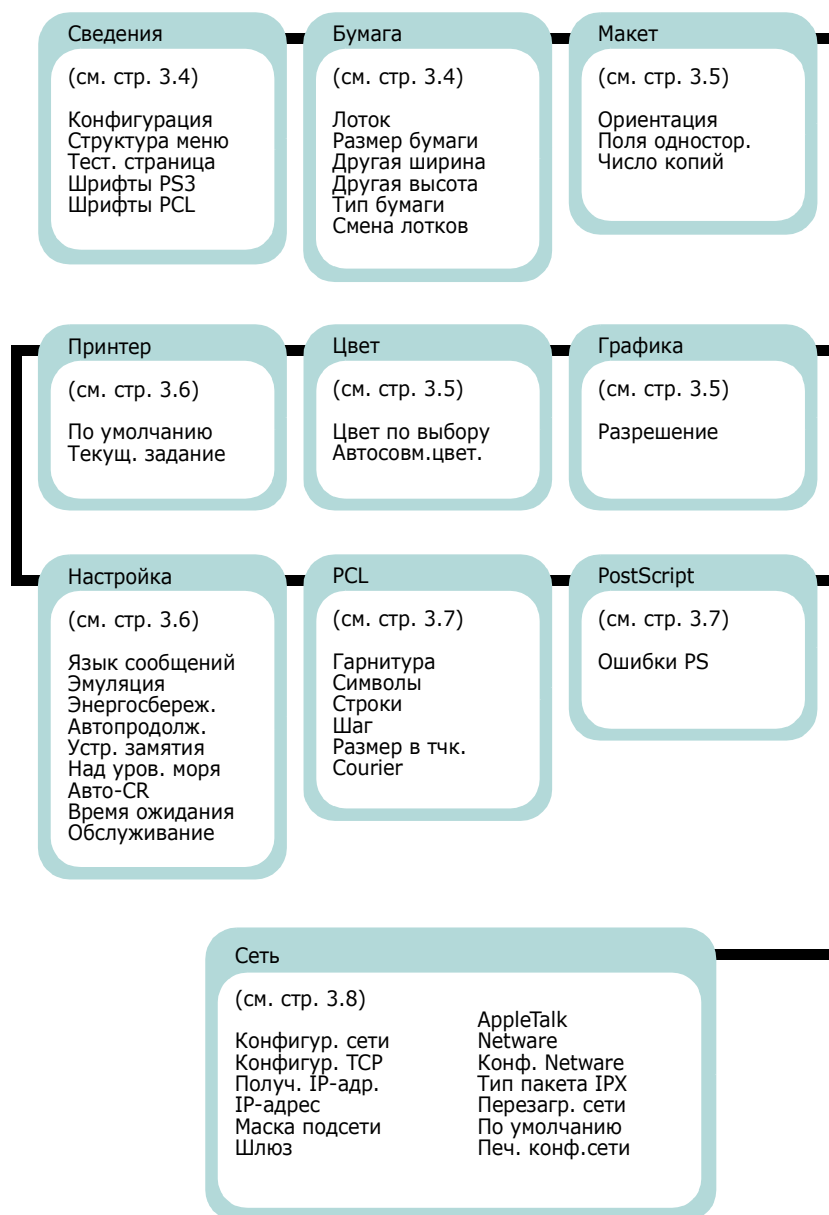 Сведения
(см. стр. 3.4)
Конфигурация
Структура меню
Тест. страница
Шрифты PS3
Шрифты PCL
Бумага
(см. стр. 3.4)
Лоток
Размер бумаги
Другая ширина
Другая высота
Тип бумаги
Смена лотков
Макет
(см. стр. 3.5)
Ориентация
Поля одностор.
Число копий
Принтер
(см. стр. 3.6)
По умолчанию
Текущ. задание
Цвет
(см. стр. 3.5)
Цвет по выбору
Автосовм.цвет.
Графика
(см. стр. 3.5)
Разрешение
Настройка
(см. стр. 3.6)
Язык сообщений
Эмуляция
Энергосбереж.
Автопродолж.
Устр. замятия
Над уров. моря
Авто-CR
Время ожидания
Обслуживание
PCL
(см. стр. 3.7)
Гарнитура
Символы
Строки
Шаг
Размер в тчк.
Courier
PostScript
(см. стр. 3.7)
Ошибки PS
Сеть
(см. стр. 3.8)
Конфигур. сети
Конфигур. TCP
Получ. IP-адр.
IP-адрес
Маска подсети
Шлюз
AppleTalk
Netware
Конф. Netware
Тип пакета IPX
Перезагр. сети
По умолчанию
Печ. конф.сети